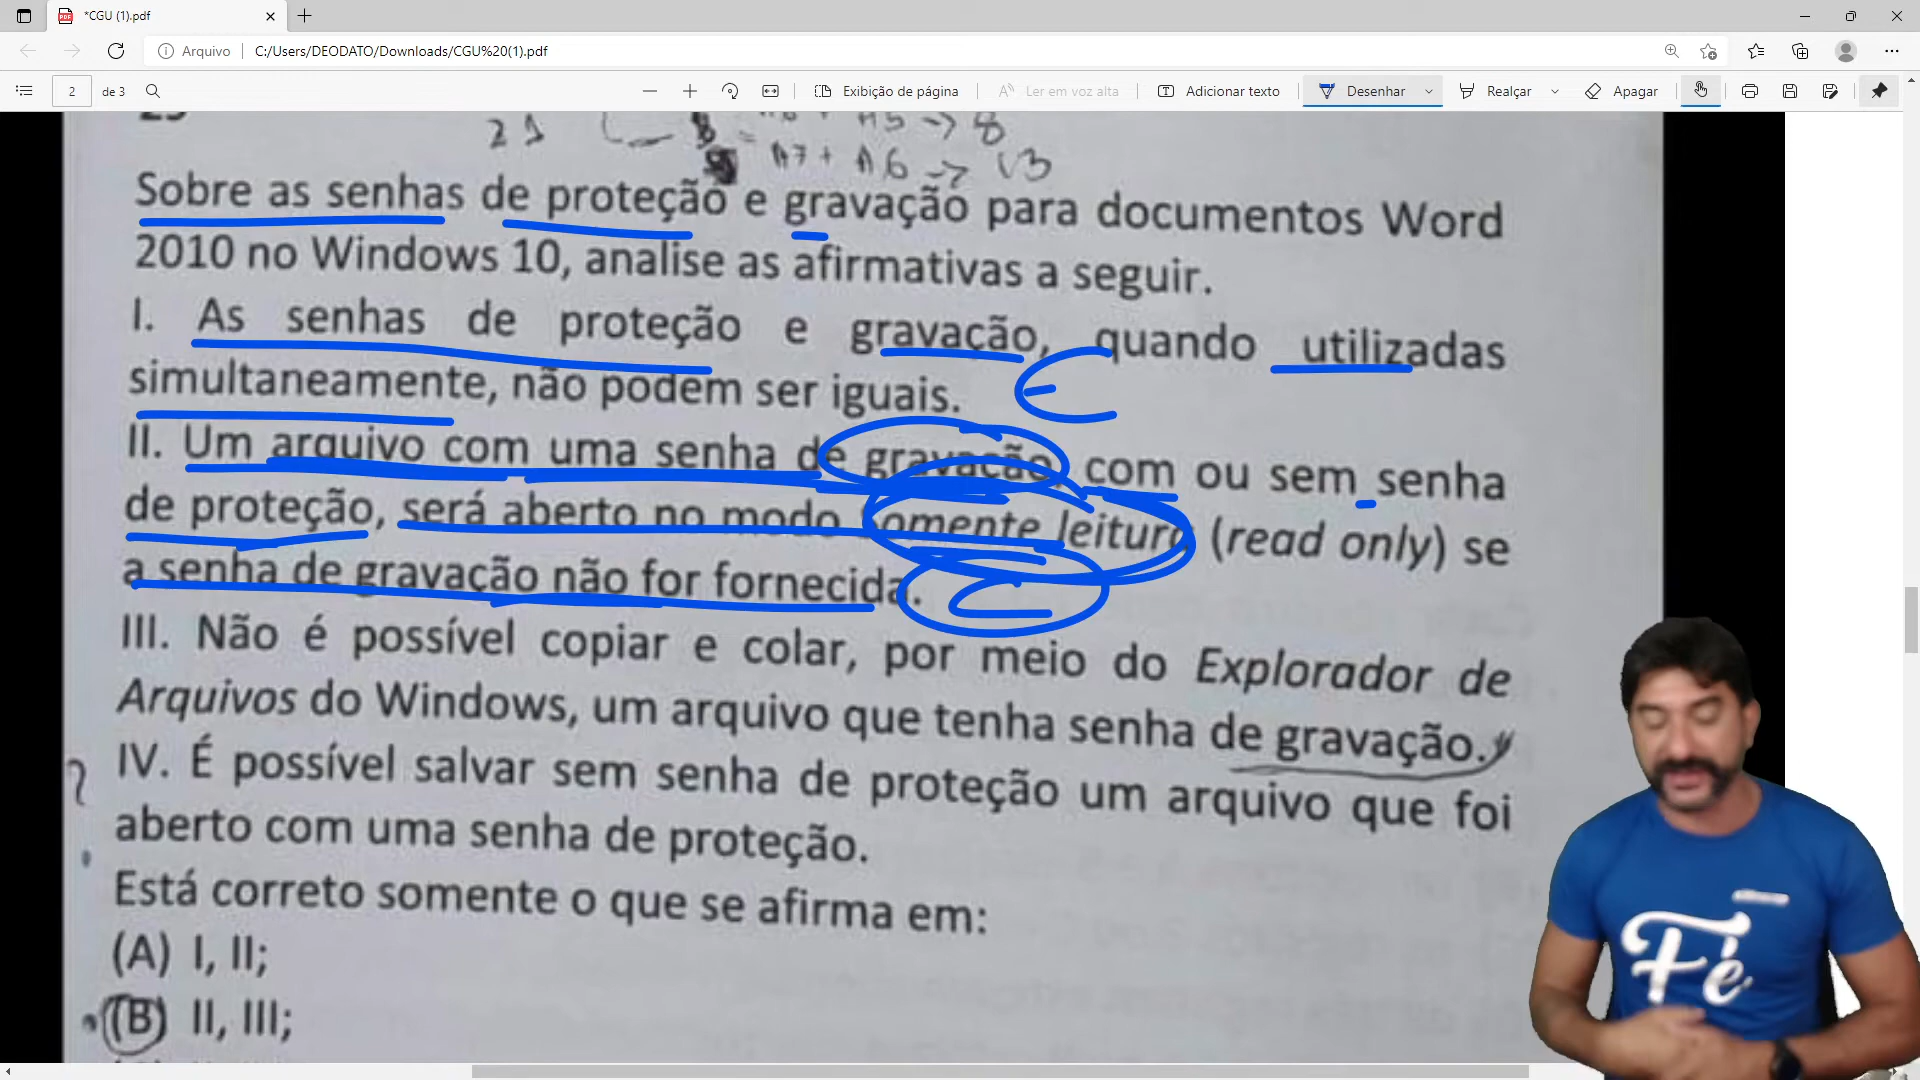 *CGU (1).pdf
Arquivo C:/Users/DEODATO/Downloads/CGU%20(1).pdf
2 de 3 Exibição de página Ler em voz alta Adicionar texto Desenhar Realçar Apagar
A7 + A6 -> 13
Sobre as senhas de proteção e gravação para documentos Word
2010 no Windows 10, analise as afirmativas a seguir.
I. As senhas de proteção e gravação, quando utilizadas
simultaneamente, não podem ser iguais.
II. Um arquivo com uma senha de gravação, com ou sem senha
de proteção, será aberto no modo somente leitura (read only) se
a senha de gravação não for fornecida.
III. Não é possível copiar e colar, por meio do Explorador de
Arquivos do Windows, um arquivo que tenha senha de gravação.
IV. É possível salvar sem senha de proteção um arquivo que foi
aberto com uma senha de proteção.
Está correto somente o que se afirma em:
(A) I, II;
(B) II, III;
Fé